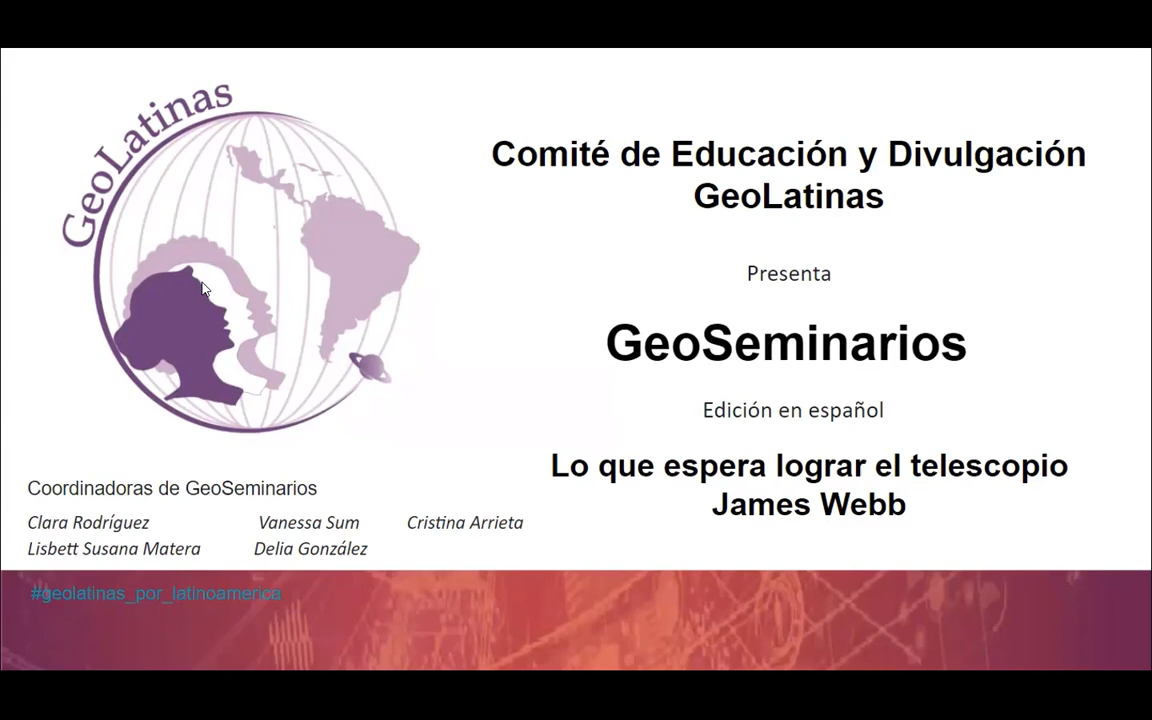 GeoLatinas
Comité de Educación y Divulgación
GeoLatinas
Presenta
GeoSeminarios
Edición en español
Lo que espera lograr el telescopio
James Webb
Coordinadoras de GeoSeminarios
Clara Rodríguez Vanessa Sum Cristina Arrieta
Lisbett Susana Matera Delia González
#geolatinas_por_latinoamerica